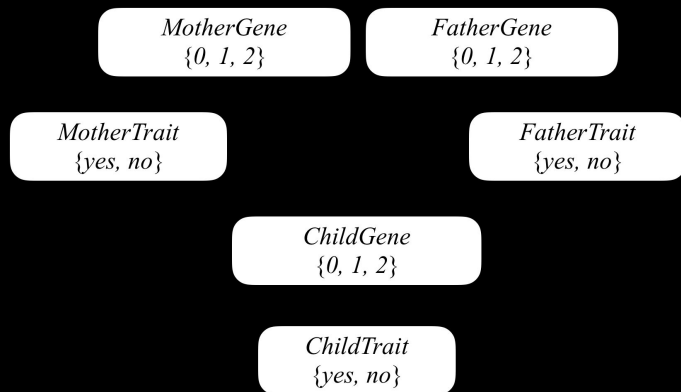 MotherGene
{0, 1, 2}
FatherGene
{0, 1, 2}
MotherTrait
{yes, no}
FatherTrait
{yes, no}
ChildGene
{0, 1, 2}
ChildTrait
{yes, no}